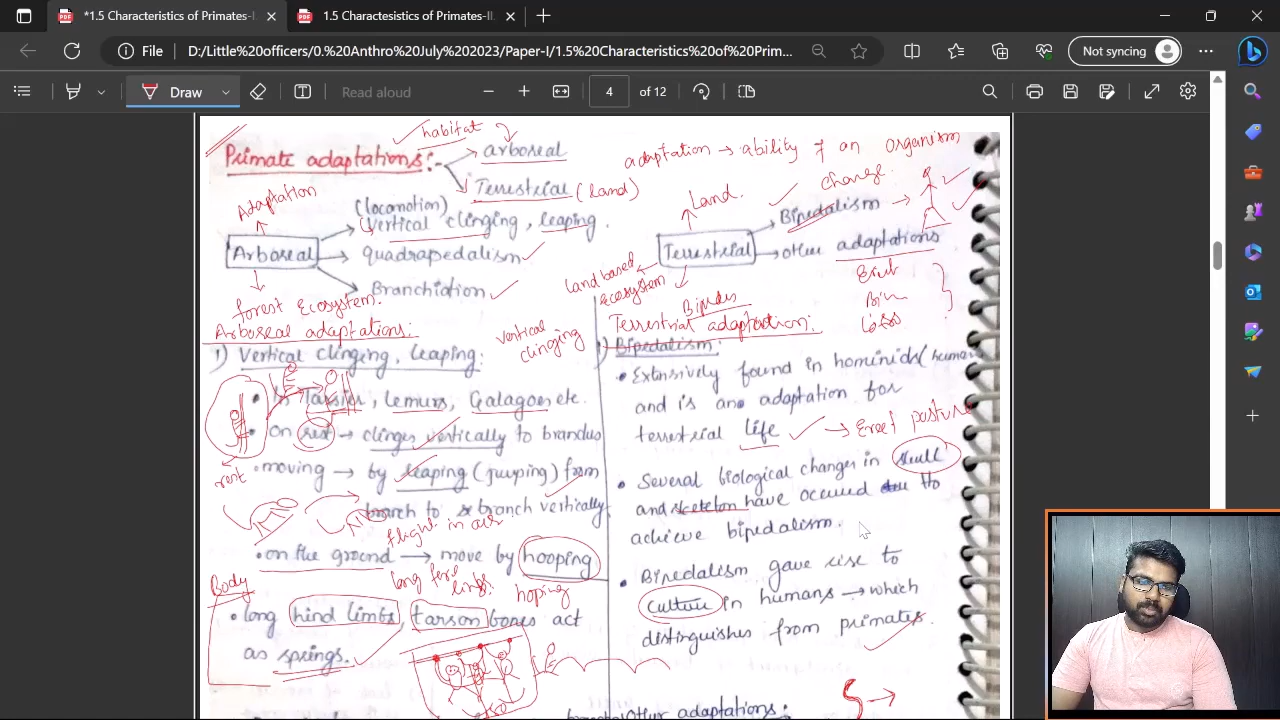 *1.5 Characteristics of Primates-I.
1.5 Charactesistics of Primates-II.
File
D:/Little%20officers/0.%20Anthro%20July%202023/Paper-I/1.5%20Characteristics%20of%20Prim...
Not syncing
Draw
Read aloud
4
of 12
Primate adaptations:-
habitat
arboreal
Terrestrial (land)
adaptation → ability of an organism
change
Adaptation
(locomotion)
Vertical clinging, leaping.
Arboreal
quadrapedalism
Branchiation
forest Ecosystem.
Land.
Bipedalism
Terrestrial
other adaptations
land based
ecosystem
Arboreal adaptations:
1) Vertical clinging, leaping:
vertical
clinging
• In Tarsier, Lemurs, Galagoes etc.
• On rest → clinges vertically to brandus
rest
• moving → by leaping (jumping) from
branch to branch vertically
flight in air
• on the ground → move by hooping
long fore
limbs.
hoping
Body
• long hind limbs, tarson bones act
as springs.
Terrestrial adaptation:
1) Bipedalism:
• Extensively found in hominids (humans
and is an adaptation for
terrestrial life
→ Erect posture
• Several biological changes in skull
and skeleton have occured to
achieve bipedalism.
• Bipedalism gave rise to
Culture in humans → which
distinguishes from primates.
Other adaptations: